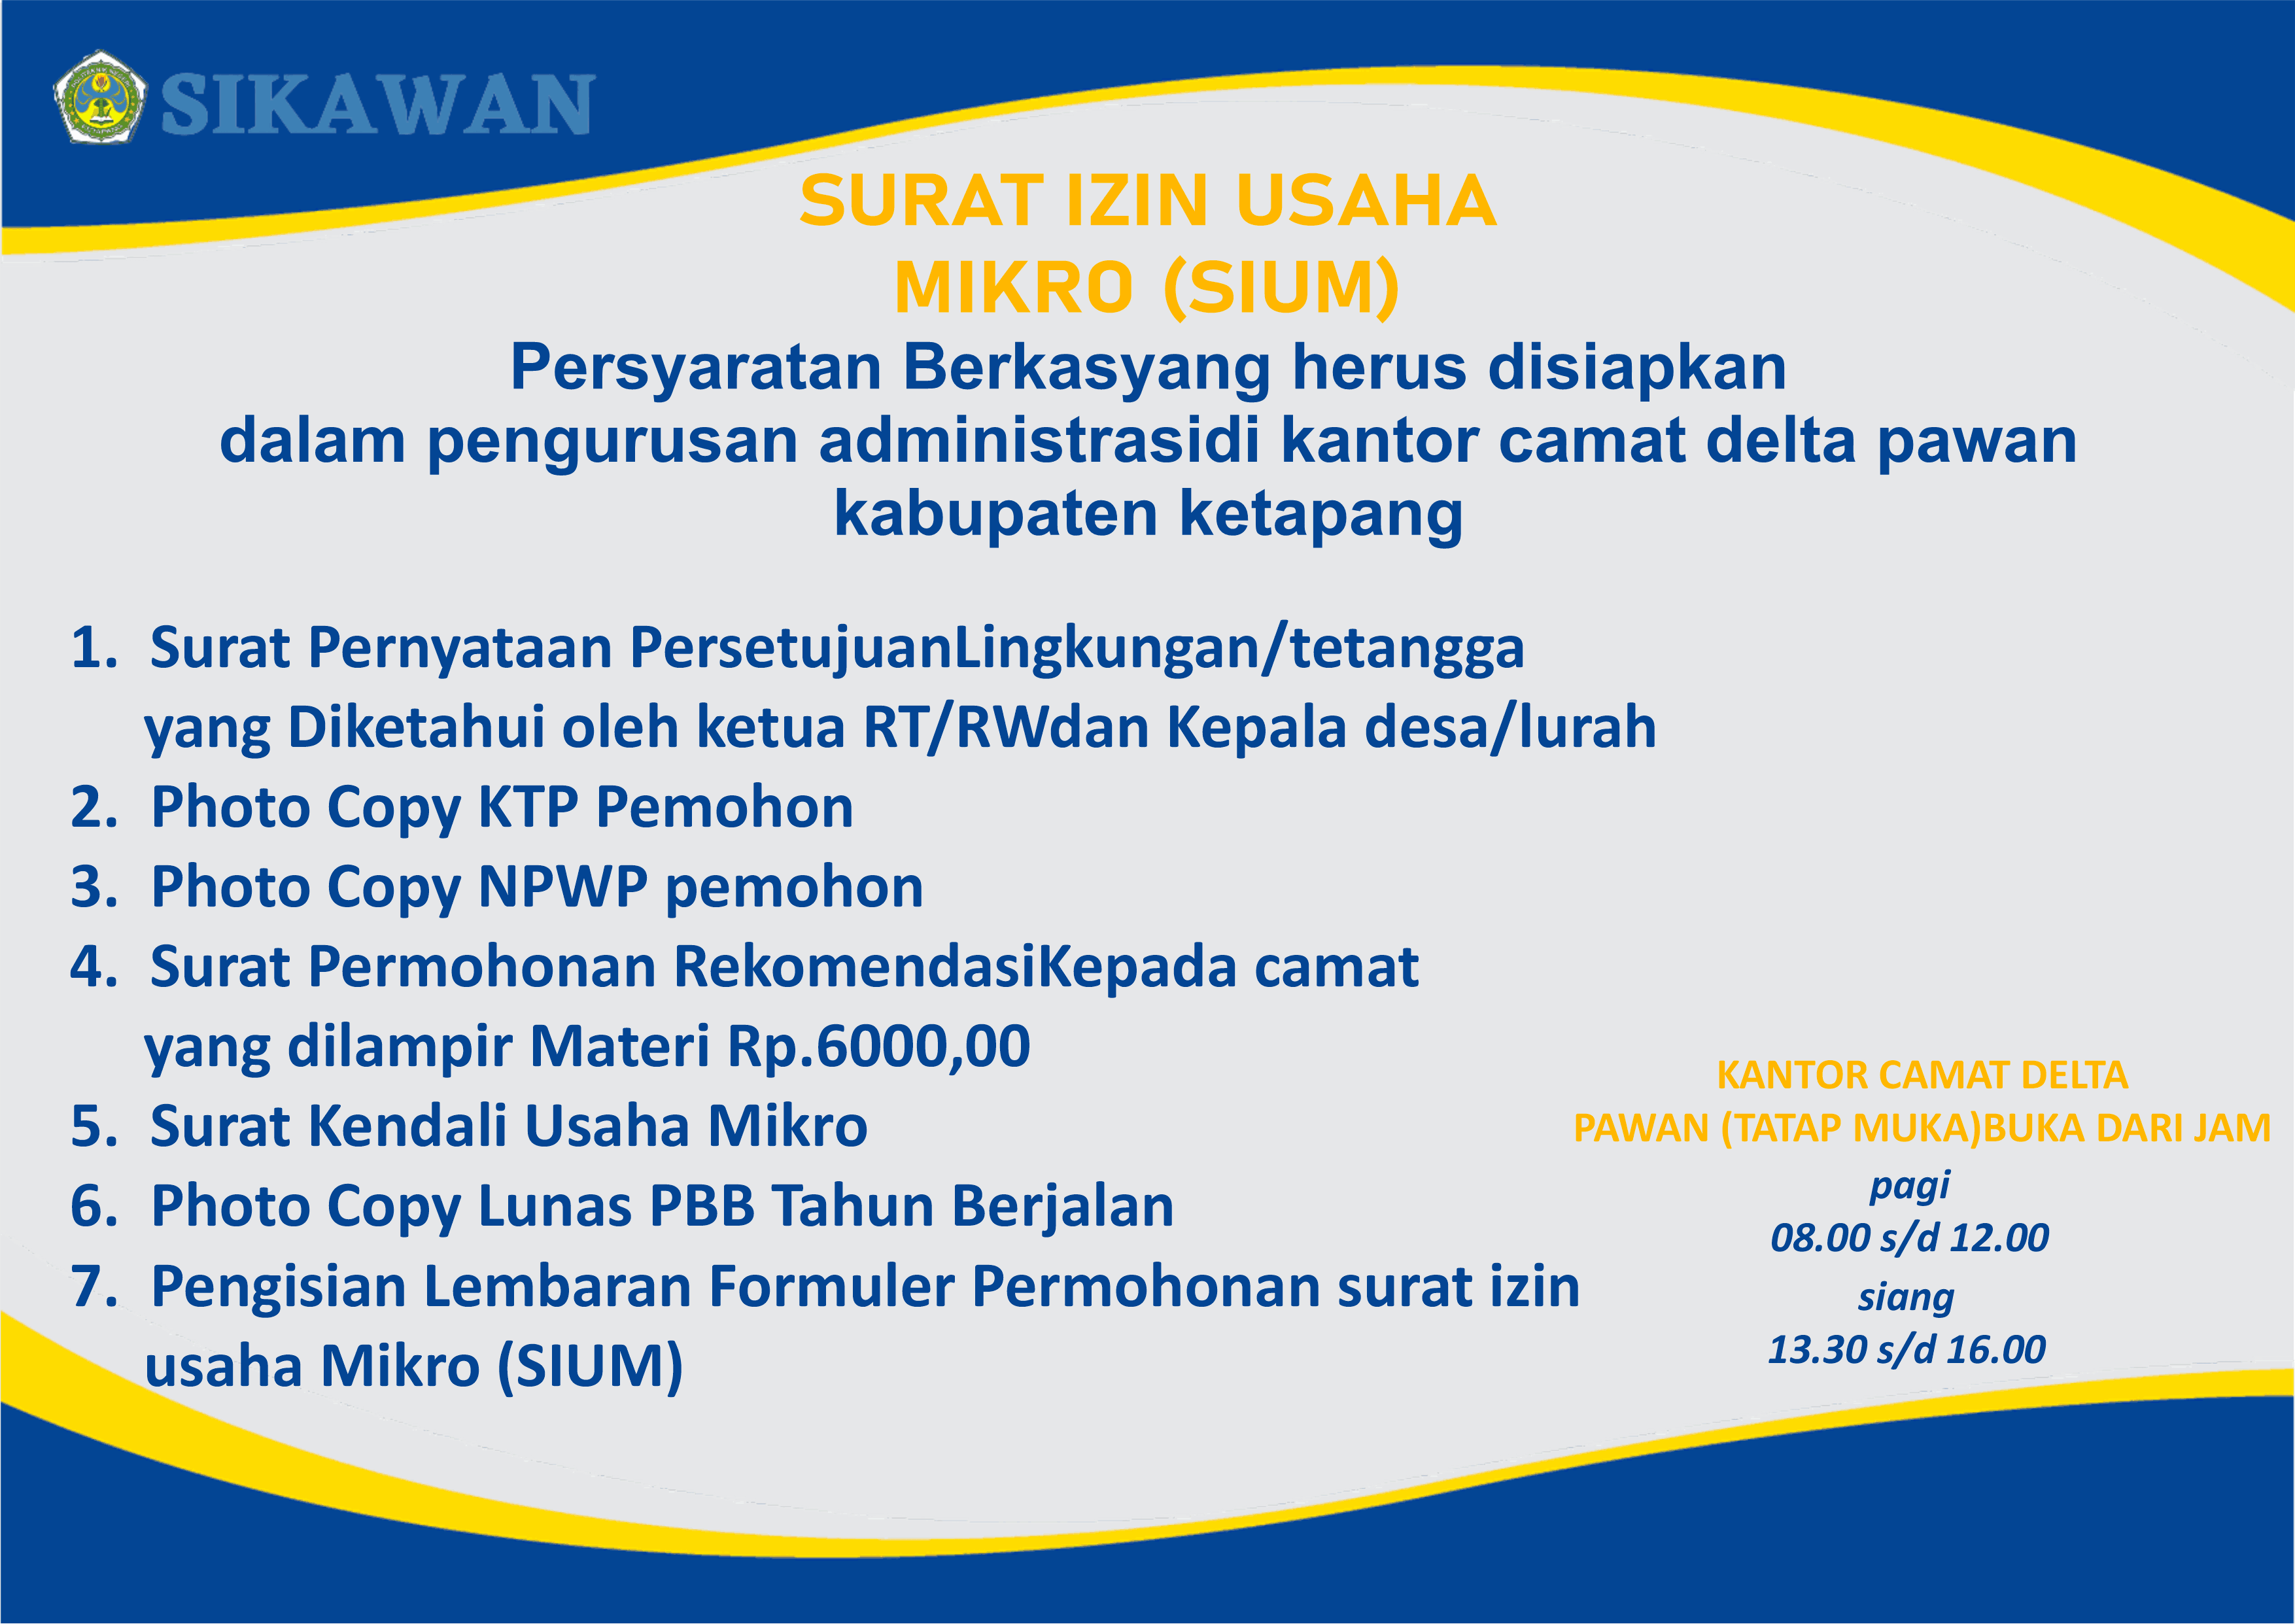 SIKAWAN
SURAT IZIN USAHA
MIKRO (SIUM)
Persyaratan Berkasyang herus disiapkan
dalam pengurusan administrasidi kantor camat delta pawan
kabupaten ketapang
1. Surat Pernyataan PersetujuanLingkungan/tetangga
yang Diketahui oleh ketua RT/RWdan Kepala desa/lurah
2. Photo Copy KTP Pemohon
3. Photo Copy NPWP pemohon
4. Surat Permohonan RekomendasiKepada camat
yang dilampir Materi Rp.6000,00
5. Surat Kendali Usaha Mikro
6. Photo Copy Lunas PBB Tahun Berjalan
7. Pengisian Lembaran Formuler Permohonan surat izin
usaha Mikro (SIUM)
KANTOR CAMAT DELTA
PAWAN (TATAP MUKA)BUKA DARI JAM
pagi
08.00 s/d 12.00
siang
13.30 s/d 16.00